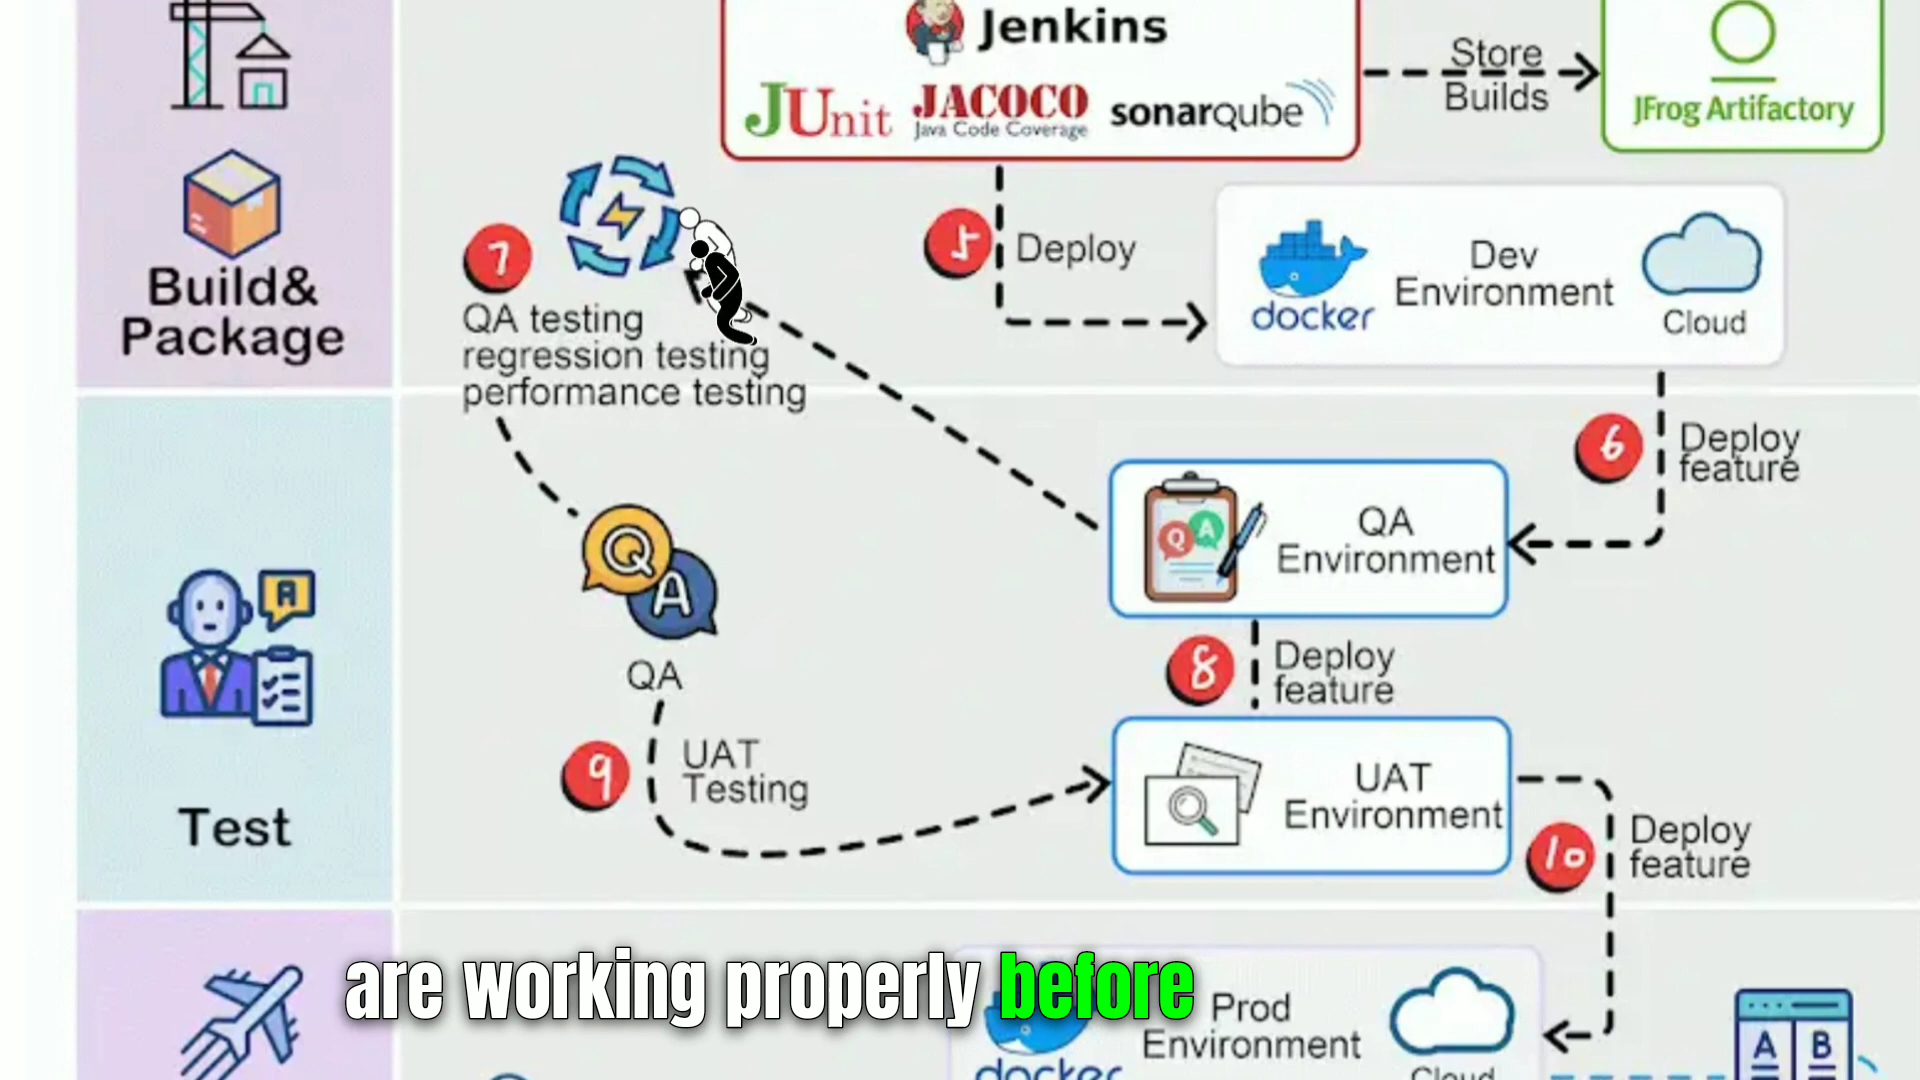 Jenkins
JUnit
JACOCO
Java Code Coverage
sonarqube
Store
Builds
JFrog Artifactory
Build&
Package
7
QA testing
regression testing
performance testing
5
Deploy
docker
Dev
Environment
Cloud
6
Deploy
feature
Q A
QA
Environment
Q
A
QA
8
Deploy
feature
A
Test
9
UAT
Testing
UAT
Environment
10
Deploy
feature
are working properly before
docker
Prod
Environment
Cloud
A B